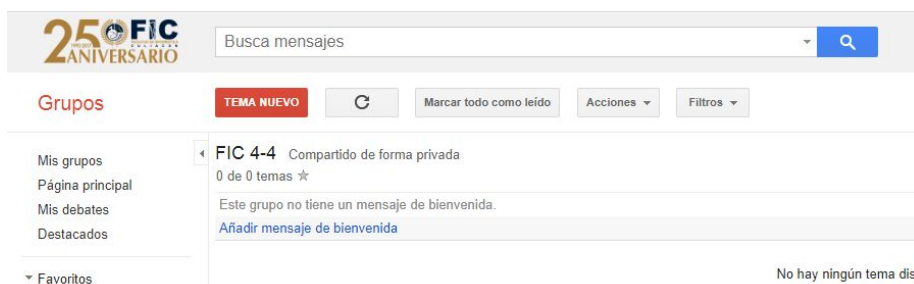 25 FIC
ANIVERSARIO
Busca mensajes
Grupos
TEMA NUEVO
Marcar todo como leído
Acciones
Filtros
Mis grupos
Página principal
Mis debates
Destacados
Favoritos
FIC 4-4 Compartido de forma privada
0 de 0 temas
Este grupo no tiene un mensaje de bienvenida.
Añadir mensaje de bienvenida
No hay ningún tema dis